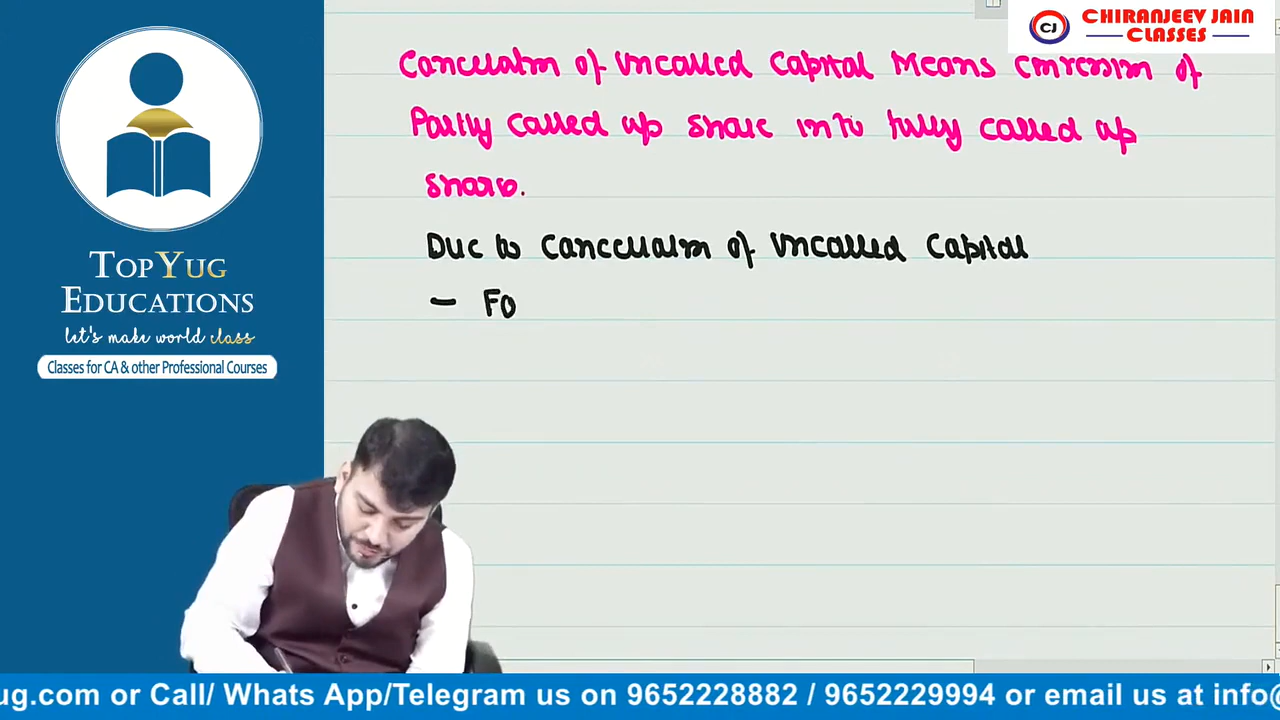 CHIRANJEEV JAIN
CLASSES
CJ
Cancellation of uncalled capital Means conversion of
Partly called up share into fully called up
share.
Due to Cancellation of uncalled Capital
- Fo
TOPYUG
EDUCATIONS
let's make world class
Classes for CA & other Professional Courses
ug.com or Call/ Whats App/Telegram us on 9652228882 / 9652229994 or email us at info@